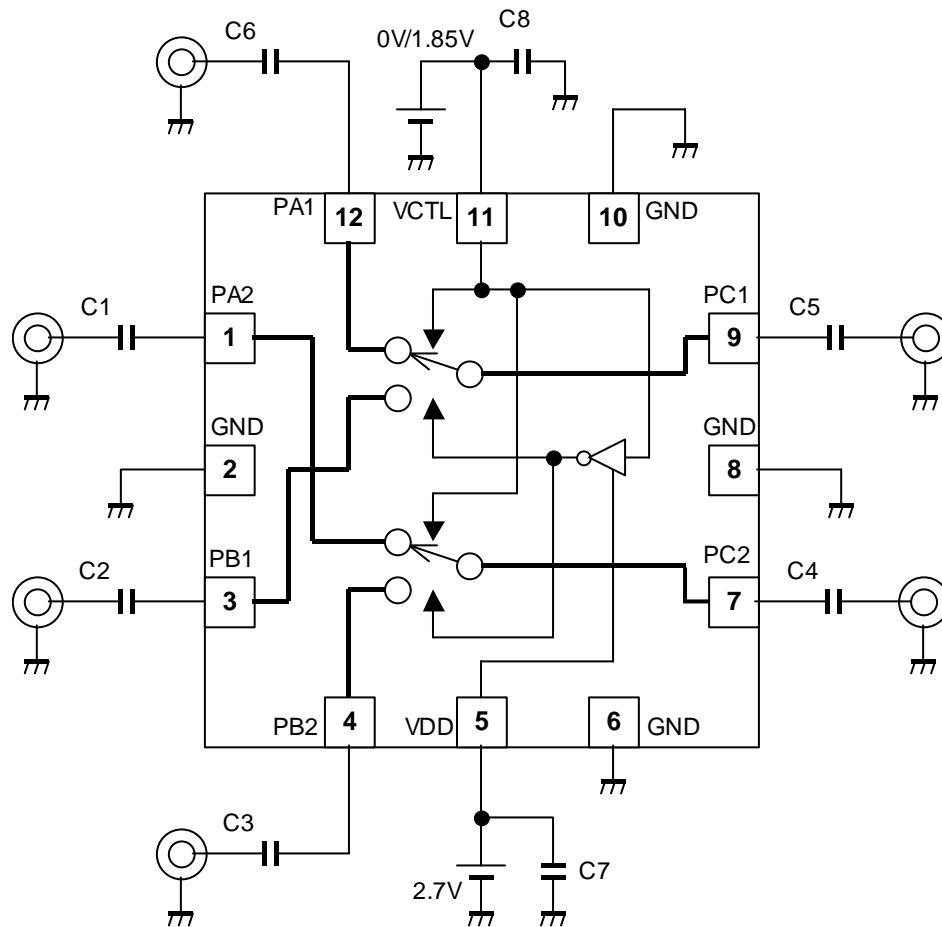 C6
C8
0V/1.85V
PA1
12
VCTL
11
10
GND
C1
PA2
1
PC1
9
C5
GND
2
GND
8
C2
PB1
3
PC2
7
C4
PB2
4
VDD
5
6
GND
C3
2.7V
C7